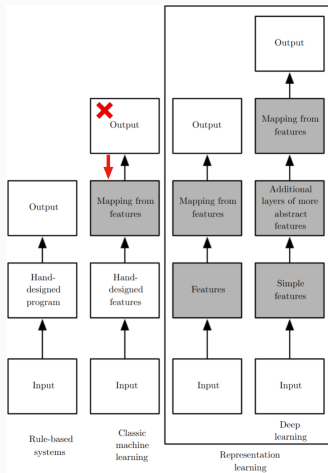 Output
Output
Output
Output
Mapping from
features
Mapping from
features
Mapping from
features
Additional
layers of more
abstract
features
Hand-
designed
program
Hand-
designed
features
Features
Simple
features
Input
Input
Input
Input
Rule-based
systems
Classic
machine
learning
Deep
learning
Representation
learning